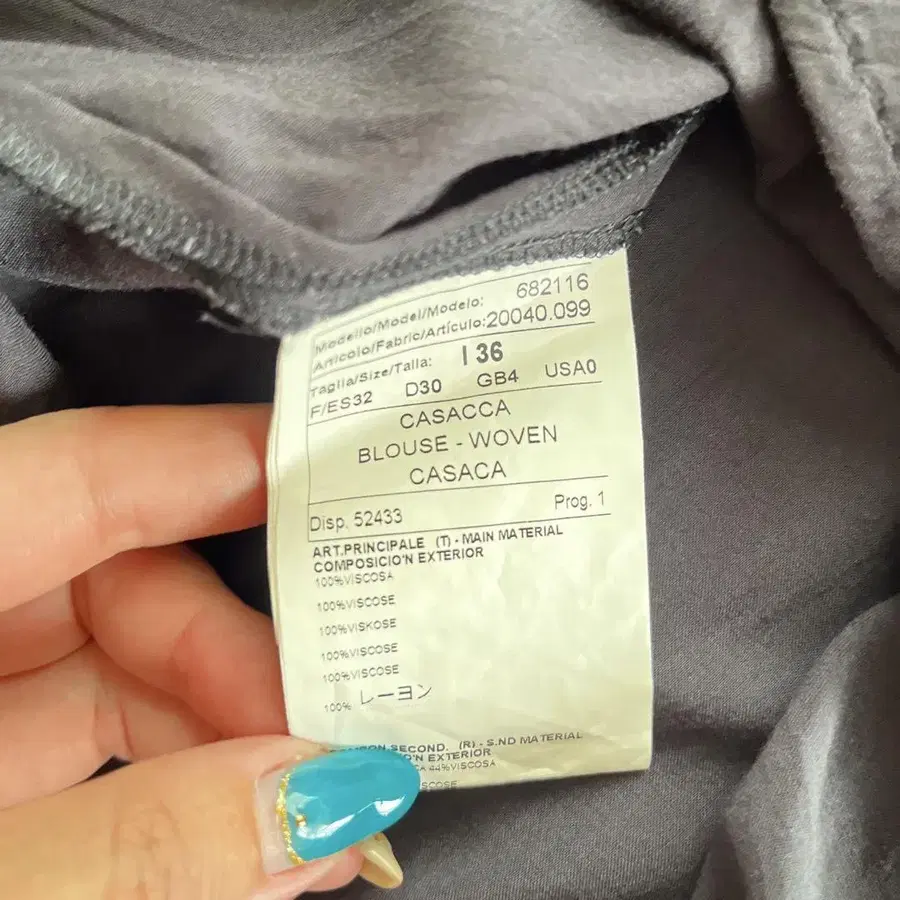 Modello/Model/Modelo: 682116
Articolo/Fabric/Artículo:20040.099
Taglia/Size/Talla: I 36
F/ES32 D30 GB4 USA0
CASACCA
BLOUSE - WOVEN
CASACA
Disp. 52433 Prog. 1
ART.PRINCIPALE (T) - MAIN MATERIAL
COMPOSICIO'N EXTERIOR
100%VISCOSA
100%VISCOSE
100%VISKOSE
100%VISCOSE
100%VISCOSE
100% レーヨン
SECOND. (R) - S.ND MATERIAL
EXTERIOR
44%VISCOSA